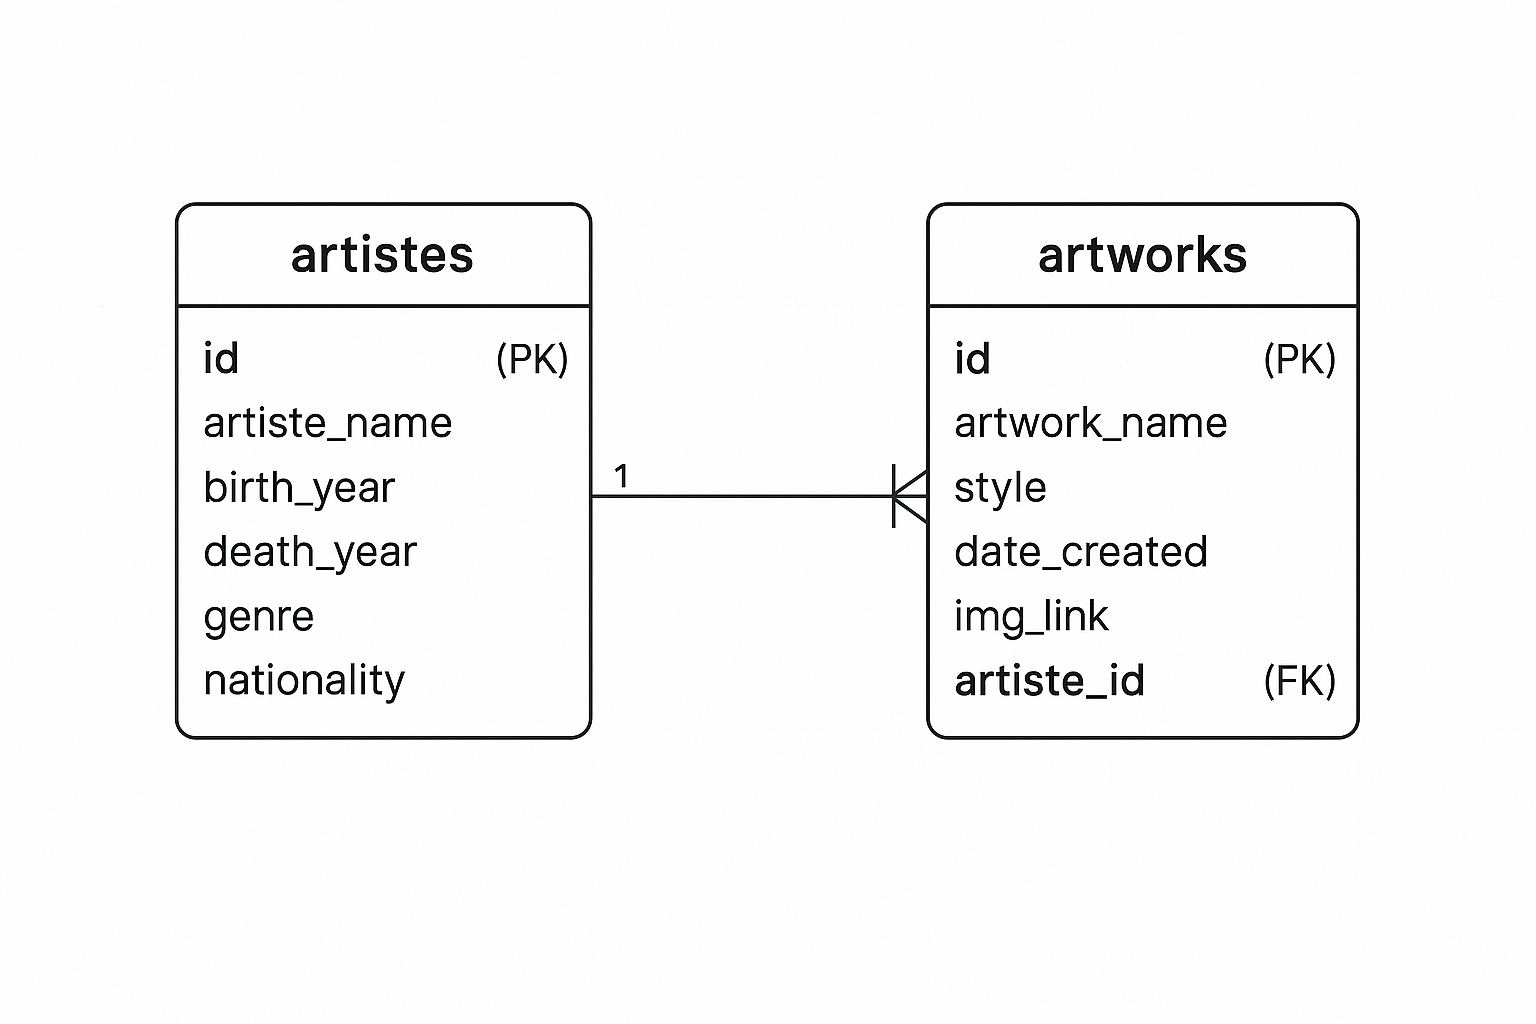 artistes
id (PK)
artiste_name
birth_year
death_year
genre
nationality
1
artworks
id (PK)
artwork_name
style
date_created
img_link
artiste_id (FK)